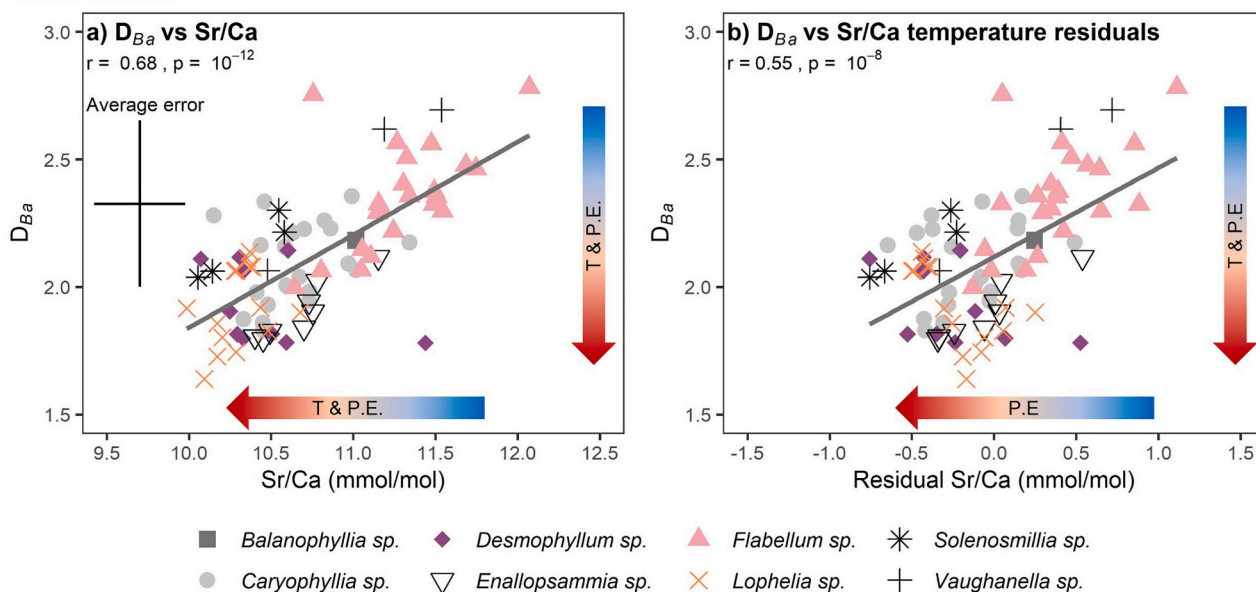 a) D_Ba vs Sr/Ca
r = 0.68 , p = 10^−12
Average error
3.0
2.5
2.0
1.5
D_Ba
T & P.E.
T & P.E.
9.5 10.0 10.5 11.0 11.5 12.0 12.5
Sr/Ca (mmol/mol)
b) D_Ba vs Sr/Ca temperature residuals
r = 0.55 , p = 10^−8
3.0
2.5
2.0
1.5
D_Ba
T & P.E.
P.E
-1.5 -1.0 -0.5 0.0 0.5 1.0 1.5
Residual Sr/Ca (mmol/mol)
Balanophyllia sp. Desmophyllum sp. Flabellum sp. Solenosmillia sp.
Caryophyllia sp. Enallopsammia sp. Lophelia sp. Vaughanella sp.